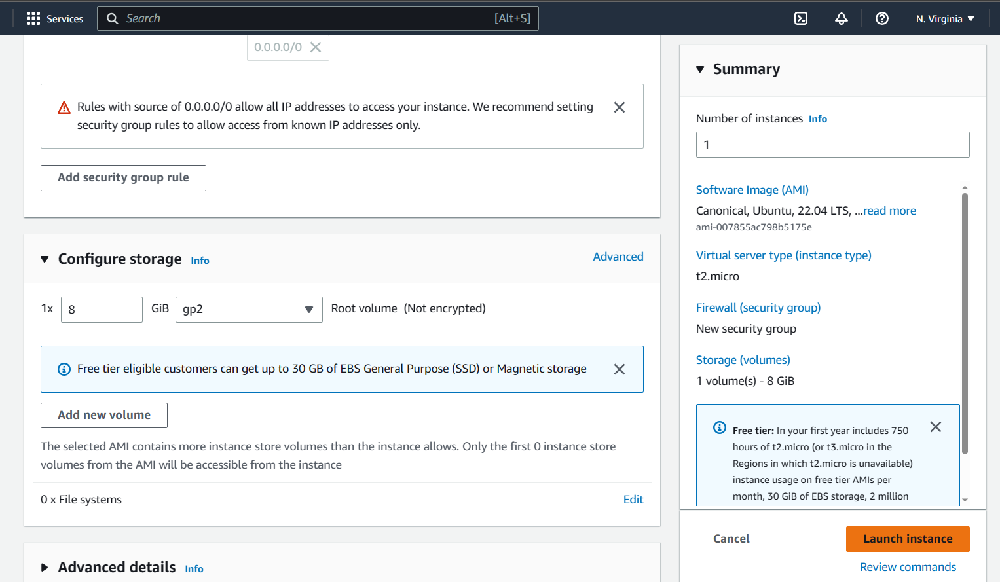 Services
Search [Alt+S]
N. Virginia
0.0.0.0/0
Rules with source of 0.0.0.0/0 allow all IP addresses to access your instance. We recommend setting
security group rules to allow access from known IP addresses only.
Add security group rule
Configure storage Info
Advanced
1x 8 GiB gp2 Root volume (Not encrypted)
Free tier eligible customers can get up to 30 GB of EBS General Purpose (SSD) or Magnetic storage
Add new volume
The selected AMI contains more instance store volumes than the instance allows. Only the first 0 instance store
volumes from the AMI will be accessible from the instance
0 x File systems
Edit
Advanced details Info
Summary
Number of instances Info
1
Software Image (AMI)
Canonical, Ubuntu, 22.04 LTS, ...read more
ami-007855ac798b5175e
Virtual server type (instance type)
t2.micro
Firewall (security group)
New security group
Storage (volumes)
1 volume(s) - 8 GiB
Free tier: In your first year includes 750
hours of t2.micro (or t3.micro in the
Regions in which t2.micro is unavailable)
instance usage on free tier AMIs per
month, 30 GiB of EBS storage, 2 million
Cancel
Launch instance
Review commands